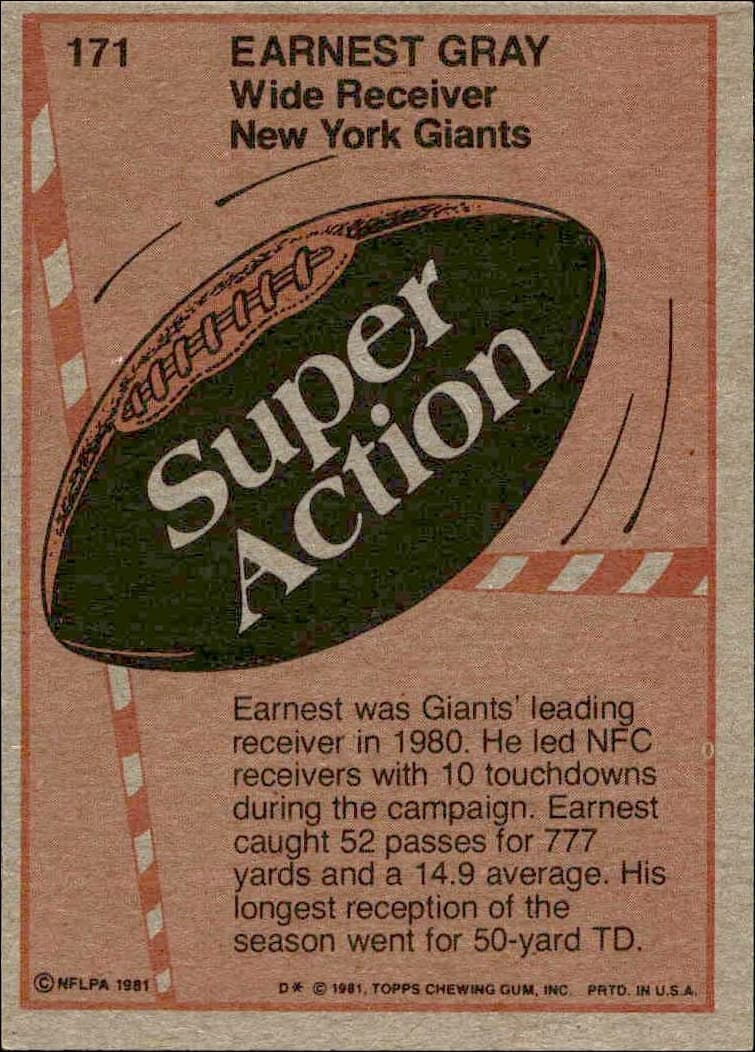 171
EARNEST GRAY
Wide Receiver
New York Giants
Super
Action
Earnest was Giants' leading
receiver in 1980. He led NFC
receivers with 10 touchdowns
during the campaign. Earnest
caught 52 passes for 777
yards and a 14.9 average. His
longest reception of the
season went for 50-yard TD.
©NFLPA 1981
D* © 1981, TOPPS CHEWING GUM, INC. PRTD. IN U.S.A.